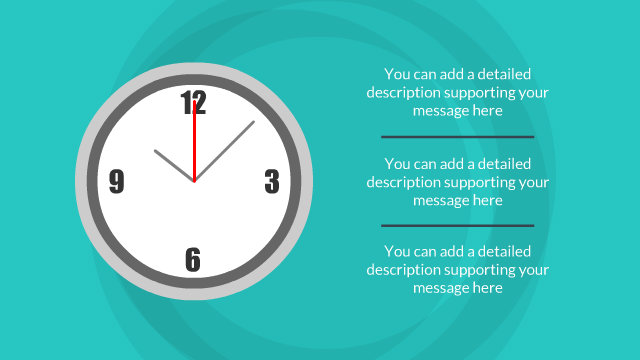 12
9
3
6
You can add a detailed
description supporting your
message here
You can add a detailed
description supporting your
message here
You can add a detailed
description supporting your
message here